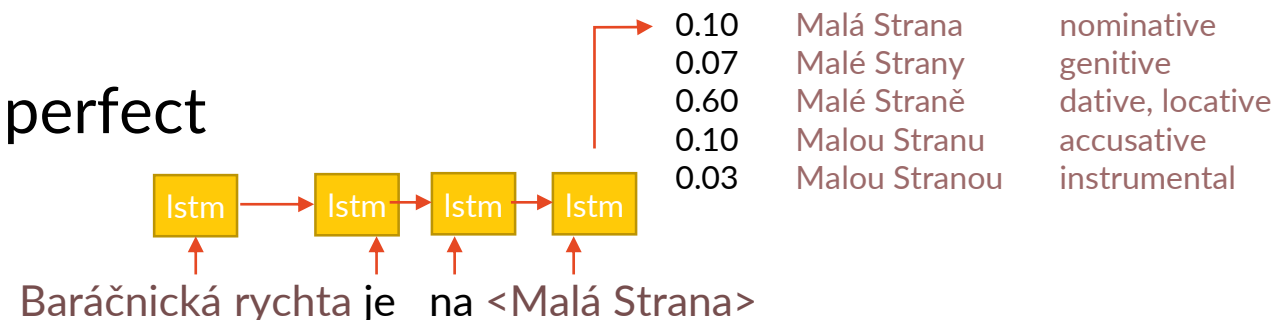 0.10 Malá Strana nominative
0.07 Malé Strany genitive
0.60 Malé Straně dative, locative
0.10 Malou Stranu accusative
0.03 Malou Stranou instrumental
perfect
lstm lstm lstm lstm
Baráčnická rychta je na <Malá Strana>